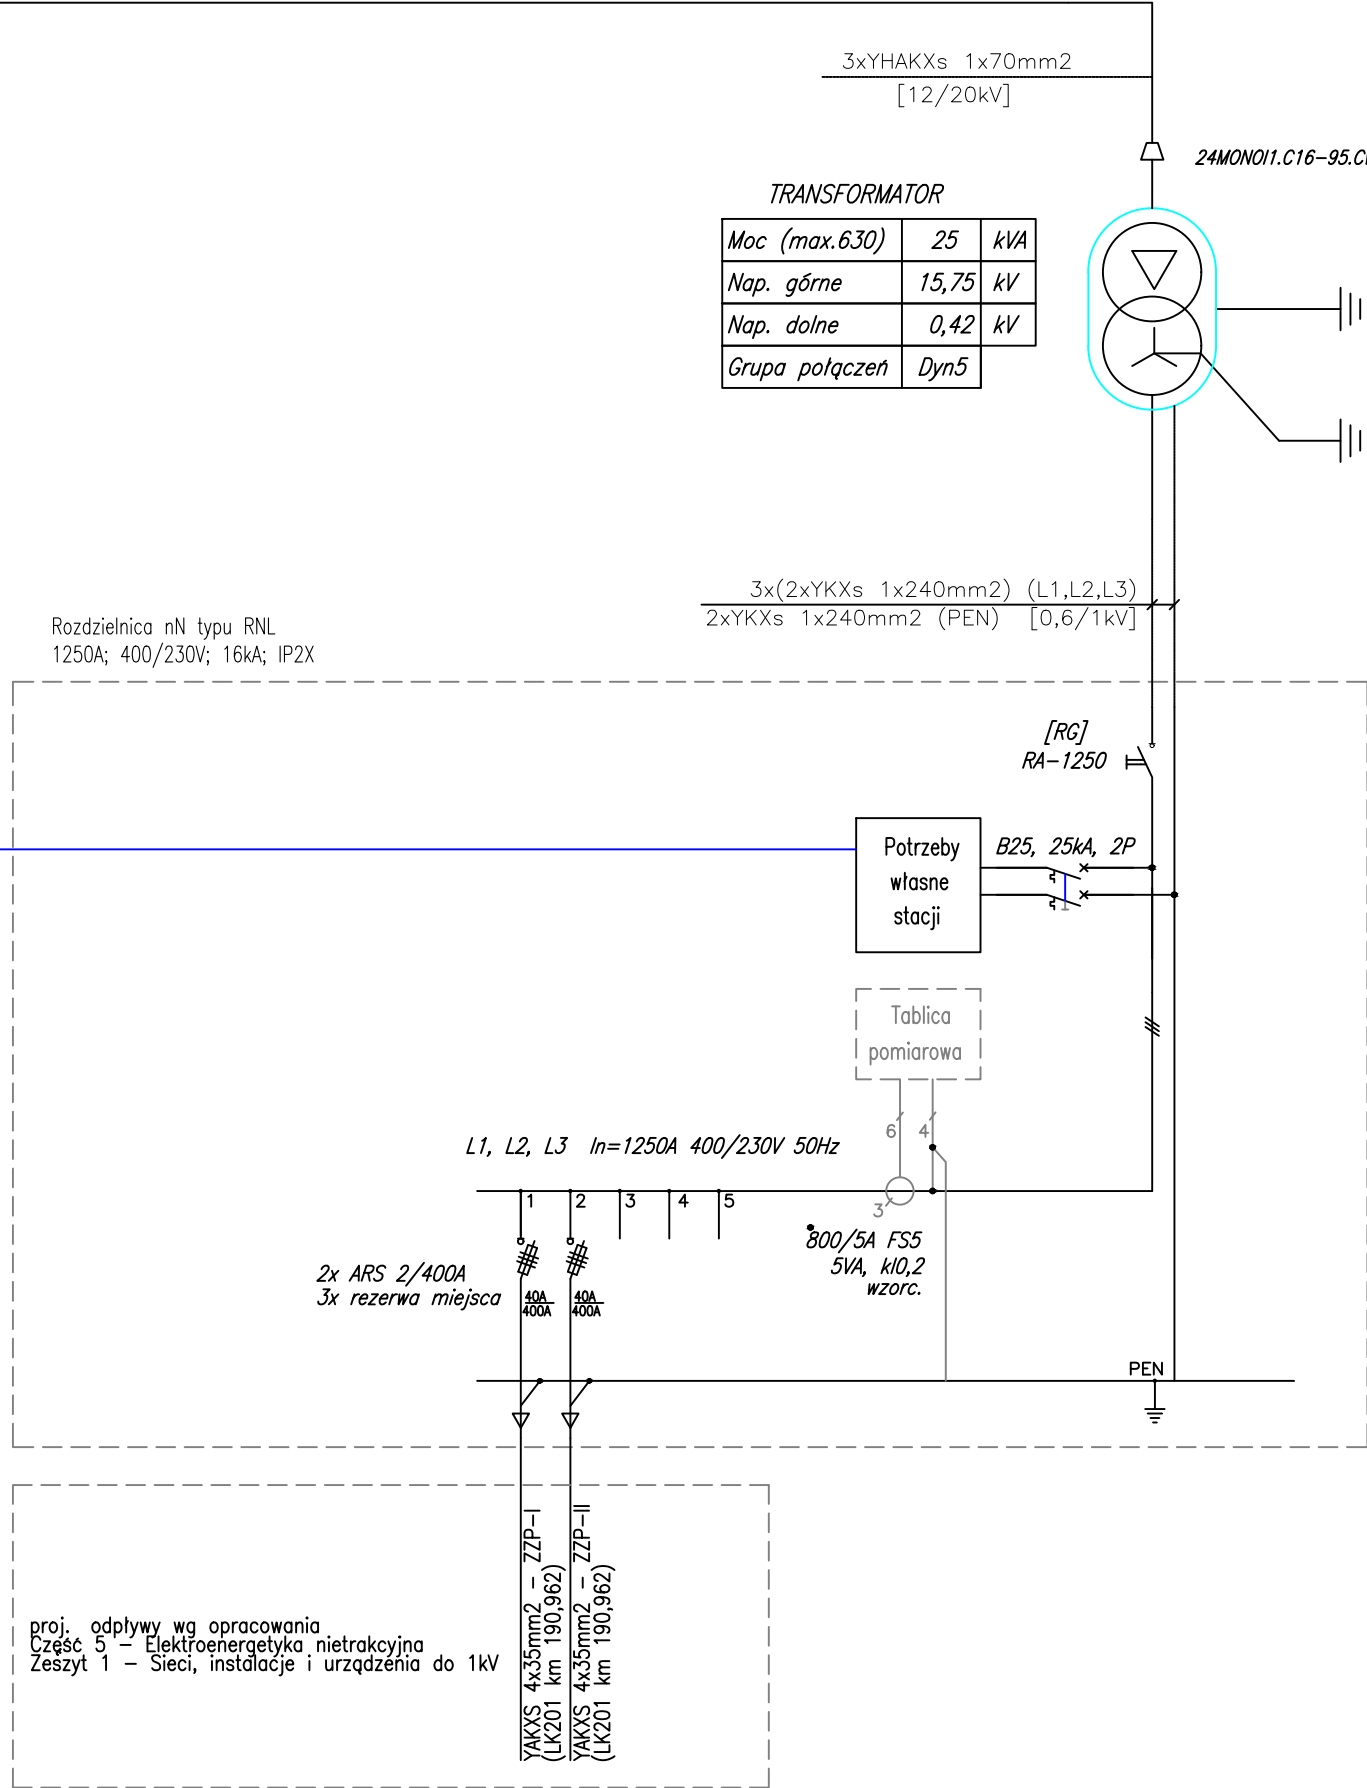 3xYHAKXs 1x70mm2
[12/20kV]
24MONOI1.C16-95.C
TRANSFORMATOR
Moc (max.630) 25 kVA
Nap. górne 15,75 kV
Nap. dolne 0,42 kV
Grupa połączeń Dyn5
3x(2xYKXs 1x240mm2) (L1,L2,L3)
2xYKXs 1x240mm2 (PEN) [0,6/1kV]
Rozdzielnica nN typu RNL
1250A; 400/230V; 16kA; IP2X
[RG]
RA-1250
Potrzeby
własne
stacji
B25, 25kA, 2P
Tablica
pomiarowa
6 4
L1, L2, L3 In=1250A 400/230V 50Hz
1 2 3 4 5
3
800/5A FS5
5VA, kl0,2
wzorc.
2x ARS 2/400A
3x rezerwa miejsca
40A
400A
40A
400A
PEN
YAKXS 4x35mm2 - ZZP-I
(LK201 km 190,962)
YAKXS 4x35mm2 - ZZP-II
(LK201 km 190,962)
proj. odpływy wg opracowania
Część 5 - Elektroenergetyka nietrakcyjna
Zeszyt 1 - Sieci, instalacje i urządzenia do 1kV